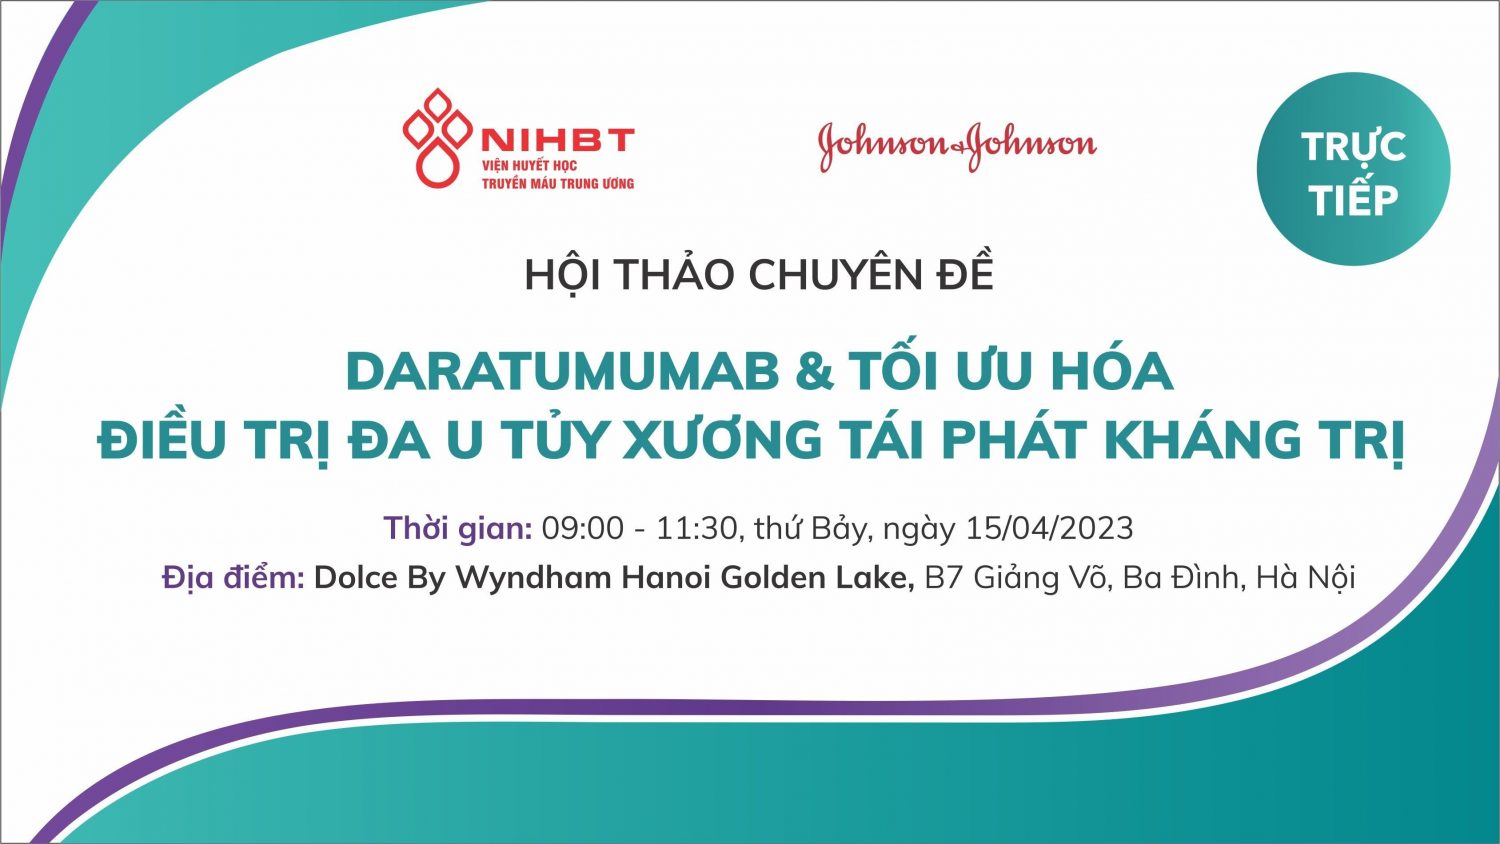 NIHBT
VIỆN HUYẾT HỌC
TRUYỀN MÁU TRUNG ƯƠNG
Johnson & Johnson
TRỰC
TIẾP
HỘI THẢO CHUYÊN ĐỀ
DARATUMUMAB & TỐI ƯU HÓA
ĐIỀU TRỊ ĐA U TỦY XƯƠNG TÁI PHÁT KHÁNG TRỊ
Thời gian: 09:00 - 11:30, thứ Bảy, ngày 15/04/2023
Địa điểm: Dolce By Wyndham Hanoi Golden Lake, B7 Giảng Võ, Ba Đình, Hà Nội